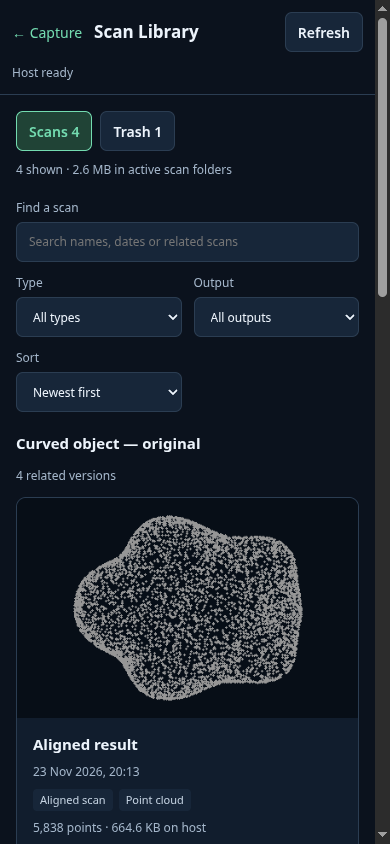 ← Capture Scan Library Refresh
Host ready
Scans 4 Trash 1
4 shown · 2.6 MB in active scan folders
Find a scan
Search names, dates or related scans
Type Output
All types All outputs
Sort
Newest first
Curved object — original
4 related versions
Aligned result
23 Nov 2026, 20:13
Aligned scan Point cloud
5,838 points · 664.6 KB on host